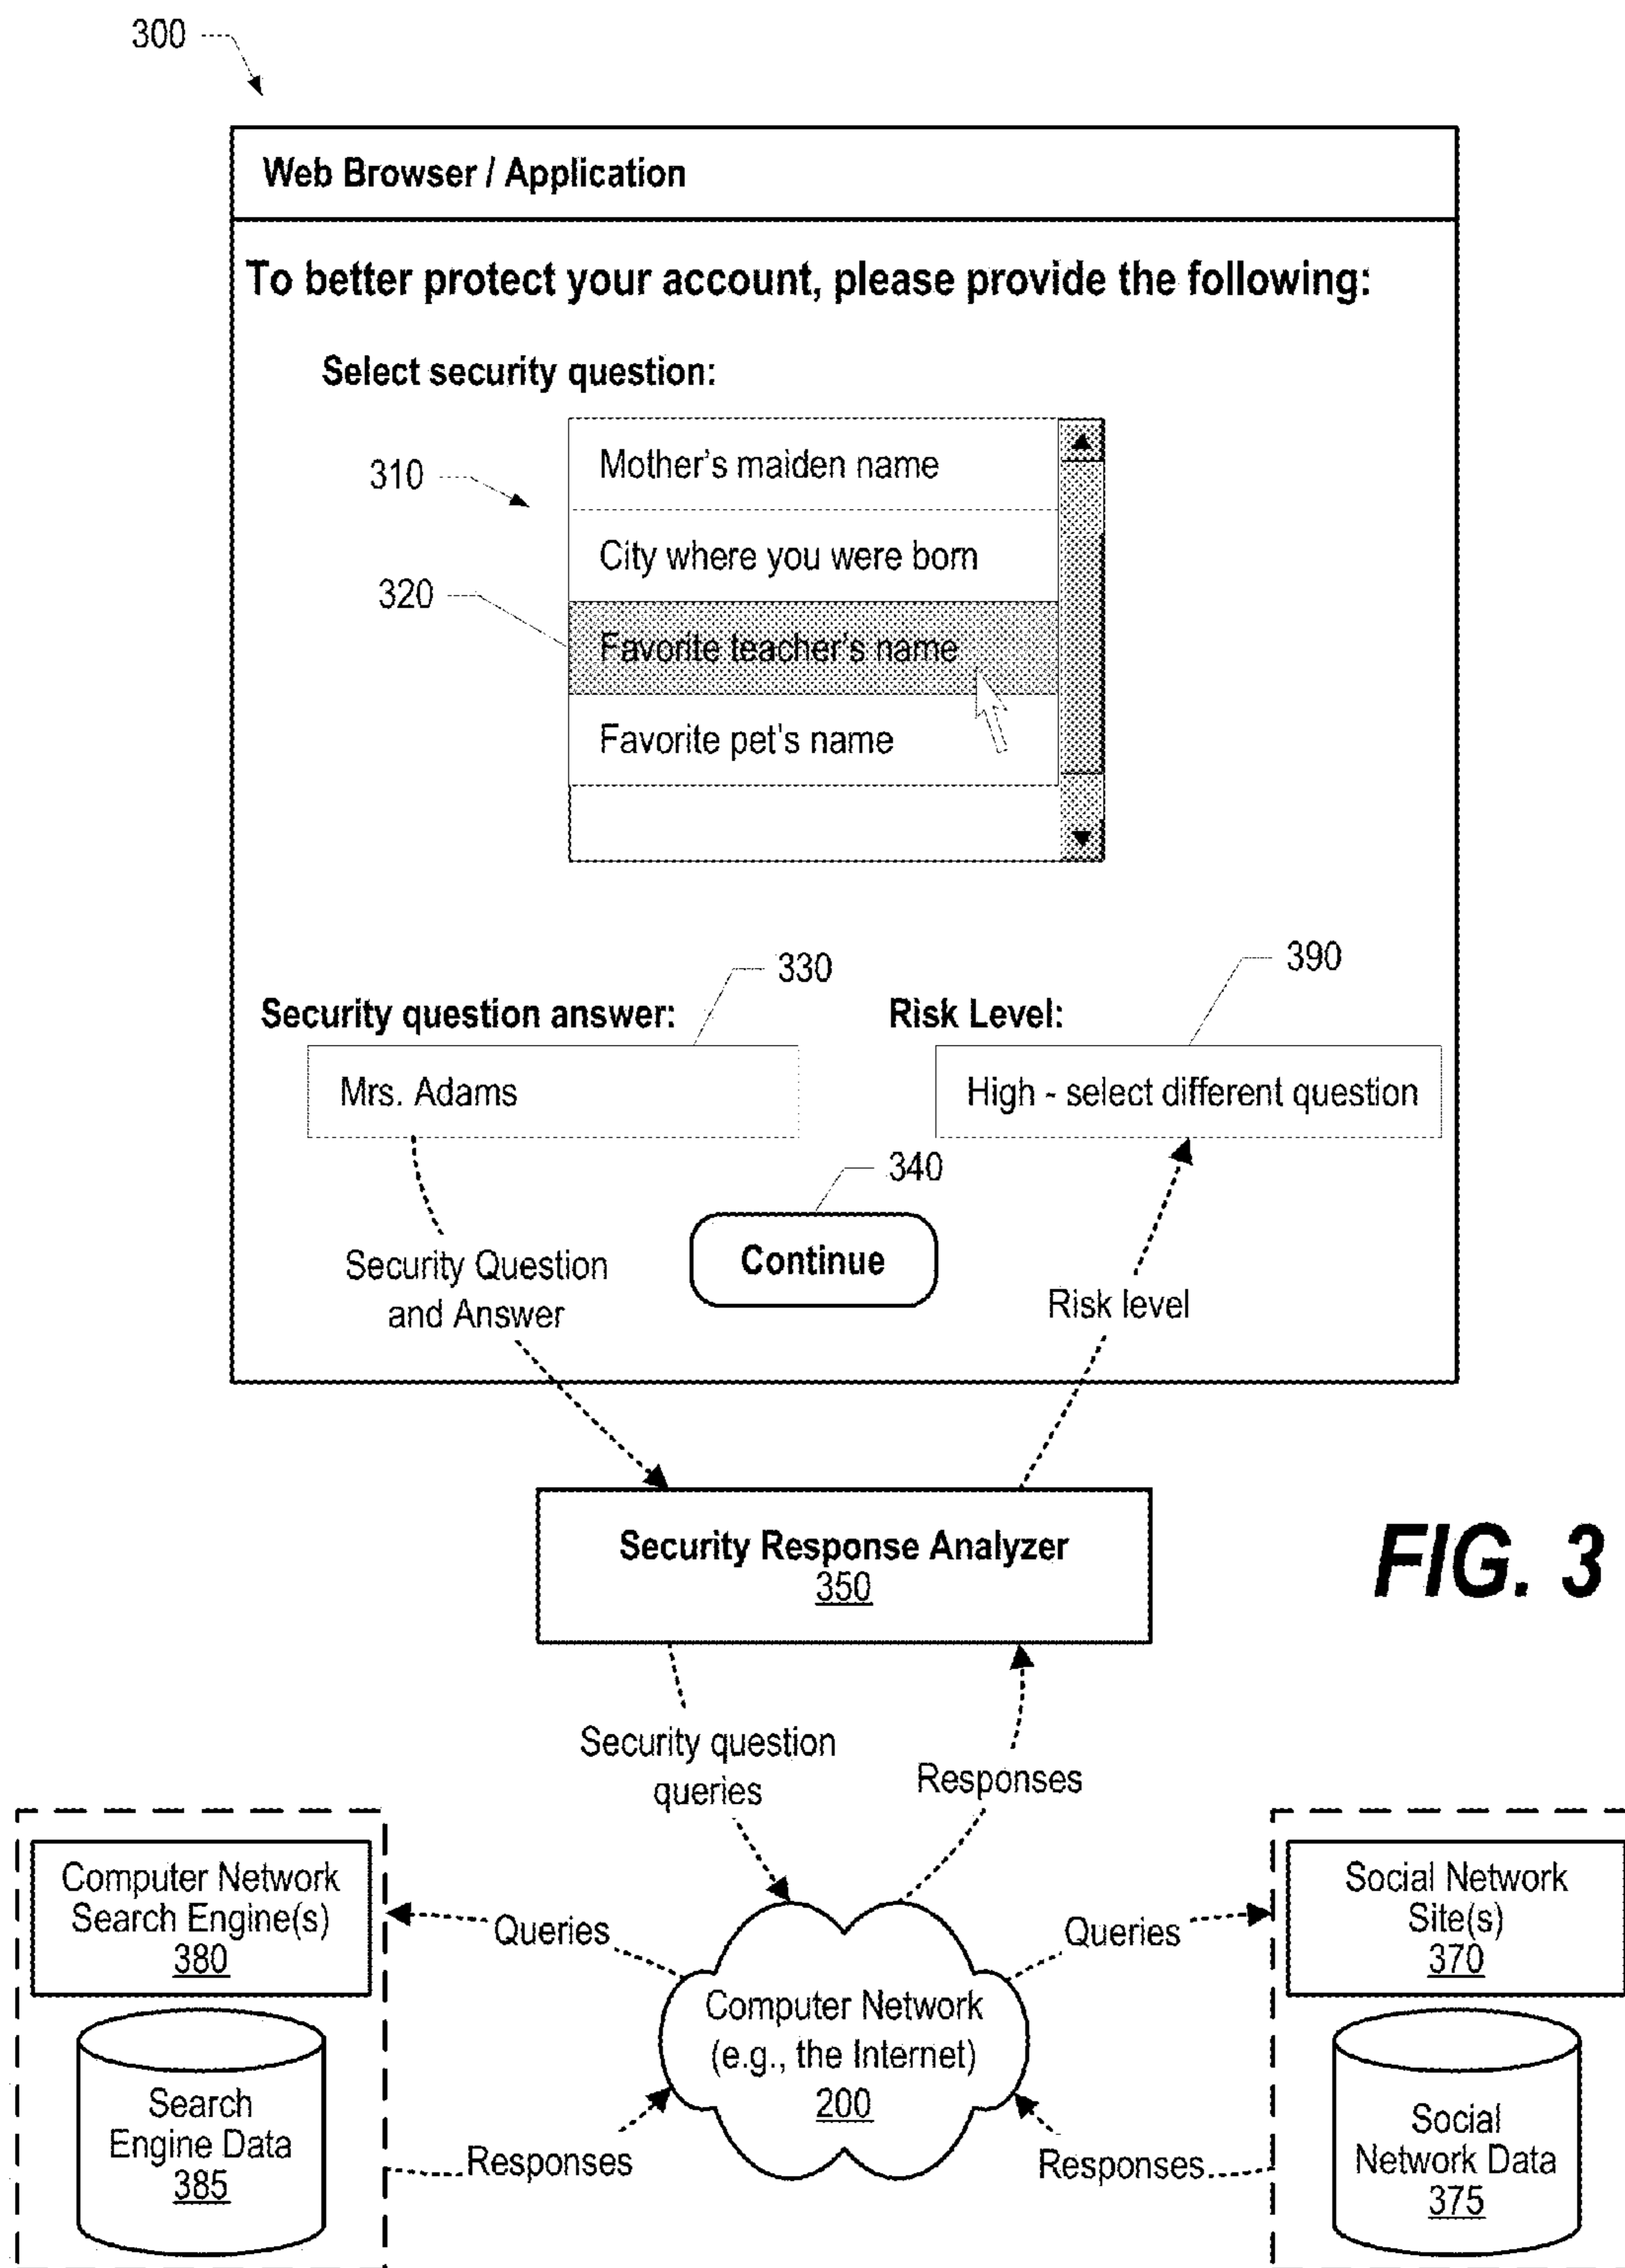 300
Web Browser / Application
To better protect your account, please provide the following:
Select security question:
310
Mother's maiden name
City where you were born
320
Favorite teacher's name
Favorite pet's name
330
390
Security question answer:
Risk Level:
Mrs. Adams
High - select different question
340
Continue
Security Question
and Answer
Risk level
Security Response Analyzer
350
FIG. 3
Security question
queries
Responses
Computer Network
Search Engine(s)
380
Queries
Queries
Social Network
Site(s)
370
Computer Network
(e.g., the Internet)
200
Search
Engine Data
385
Responses
Responses
Social
Network Data
375